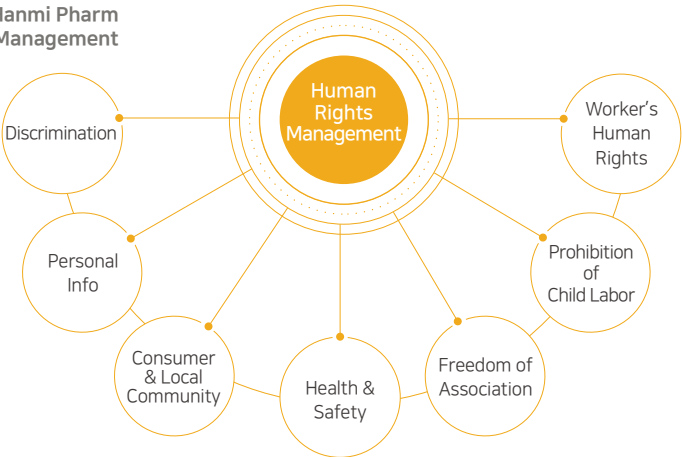 Hanmi Pharm
Management
Human
Rights
Management
Discrimination
Worker's
Human
Rights
Personal
Info
Prohibition
of
Child Labor
Consumer
& Local
Community
Health &
Safety
Freedom of
Association